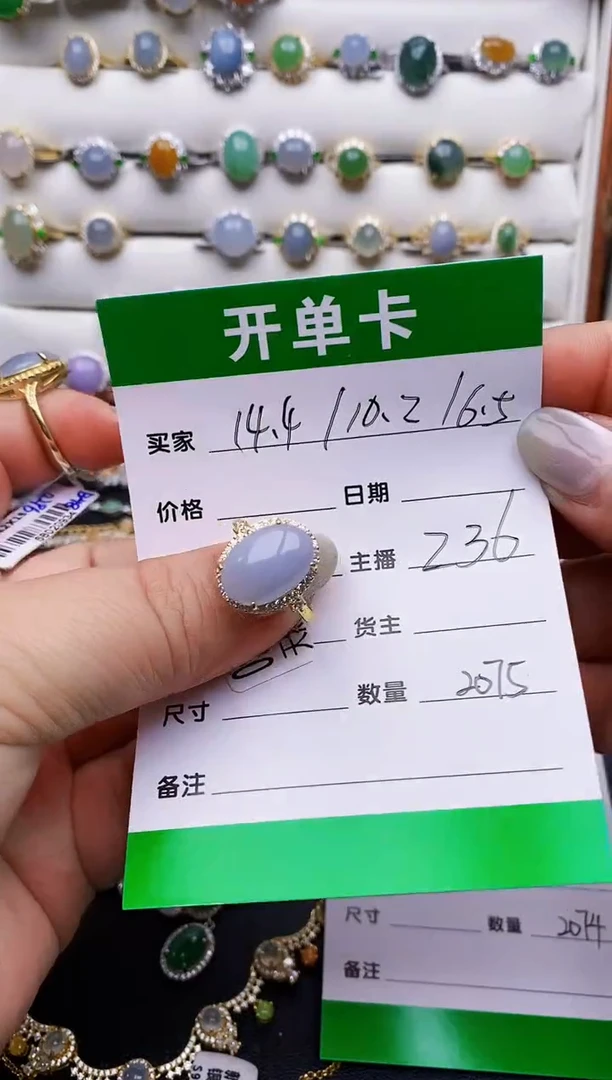 开单卡
买家 14.4/10.2/6.5
价格 日期
主播 236
货主
尺寸 数量 2075
备注
尺寸 数量 2074
备注